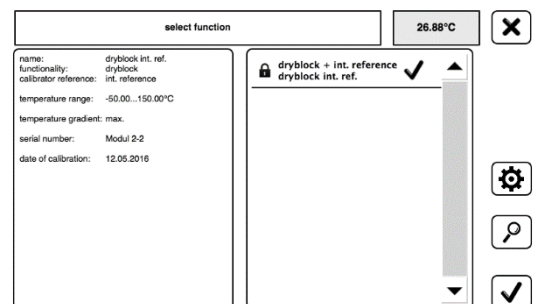 select function
26.88°C
name: dryblock int. ref.
functionality: dryblock
calibrator reference: int. reference
temperature range: -50.00...150.00°C
temperature gradient: max.
serial number: Modul 2-2
date of calibration: 12.05.2016
dryblock + int. reference
dryblock int. ref.